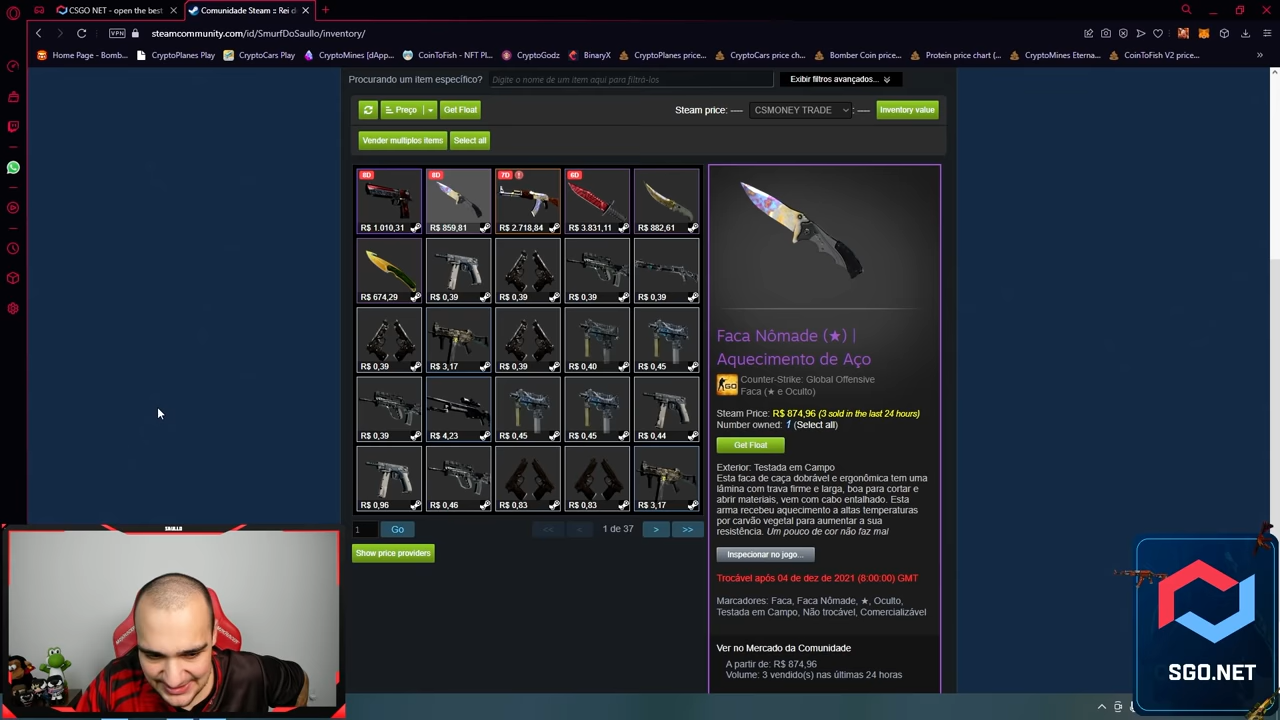 CSGO.NET - open the best
Comunidade Steam :: Rei d
VPN
steamcommunity.com/id/SmurfDoSaullo/inventory/
Home Page - Bomb...
CryptoPlanes Play
CryptoCars Play
CryptoMines [dApp...
CoinToFish - NFT Pl...
CryptoGodz
BinaryX
CryptoPlanes price...
CryptoCars price ch...
Bomber Coin price...
Protein price chart (...
CryptoMines Eterna...
CoinToFish V2 price...
Procurando um item específico?
Digite o nome de um item aqui para filtrá-los
Exibir filtros avançados...
Preço
Get Float
Steam price: ----
CSMONEY TRADE
: ----
Inventory value
Vender multiplos items
Select all
8D
6D
7D
6D
R$ 1.010,31
R$ 859,81
R$ 2.718,84
R$ 3.831,11
R$ 882,61
R$ 674,29
R$ 0,39
R$ 0,39
R$ 0,39
R$ 0,39
R$ 0,39
R$ 3,17
R$ 0,39
R$ 0,40
R$ 0,45
R$ 0,39
R$ 4,23
R$ 0,45
R$ 0,45
R$ 0,44
R$ 0,96
R$ 0,46
R$ 0,83
R$ 0,83
R$ 3,17
1
Go
<<
<
1 de 37
>
>>
Show price providers
Faca Nômade (★) |
Aquecimento de Aço
GO
Counter-Strike: Global Offensive
Faca (★ e Oculto)
Steam Price: R$ 874,96 (3 sold in the last 24 hours)
Number owned: 1 (Select all)
Get Float
Exterior: Testada em Campo
Esta faca de caça dobrável e ergonômica tem uma
lâmina com trava firme e larga, boa para cortar e
abrir materiais, vem com cabo entalhado. Esta
arma recebeu aquecimento a altas temperaturas
por carvão vegetal para aumentar a sua
resistência. Um pouco de cor não faz mal!
Inspecionar no jogo...
Trocável após 04 de dez de 2021 (8:00:00) GMT
Marcadores: Faca, Faca Nômade, ★, Oculto,
Testada em Campo, Não trocável, Comercializável
Ver no Mercado da Comunidade
A partir de: R$ 874,96
Volume: 3 vendido(s) nas últimas 24 horas
SAULLO
SGO.NET